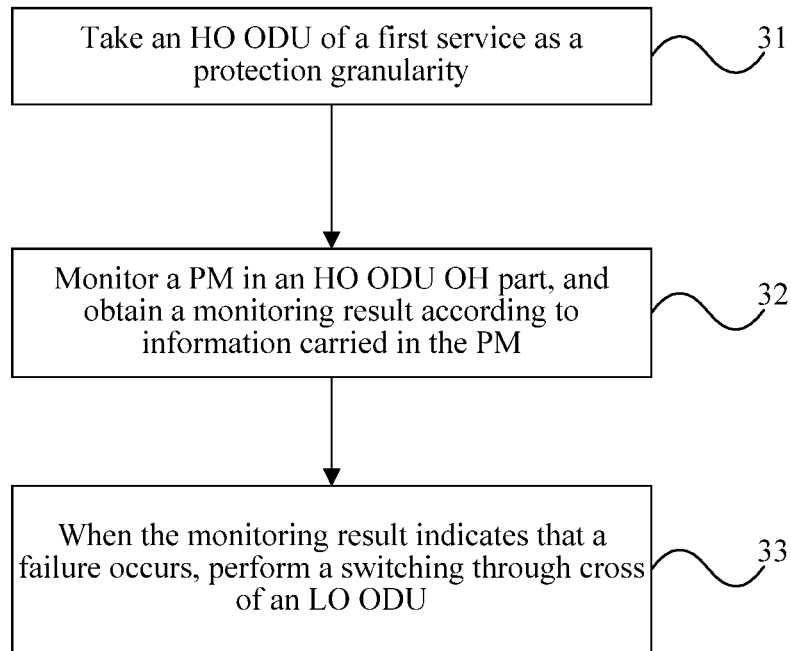 Take an HO ODU of a first service as a
protection granularity
31
Monitor a PM in an HO ODU OH part, and
obtain a monitoring result according to
information carried in the PM
32
When the monitoring result indicates that a
failure occurs, perform a switching through cross
of an LO ODU
33